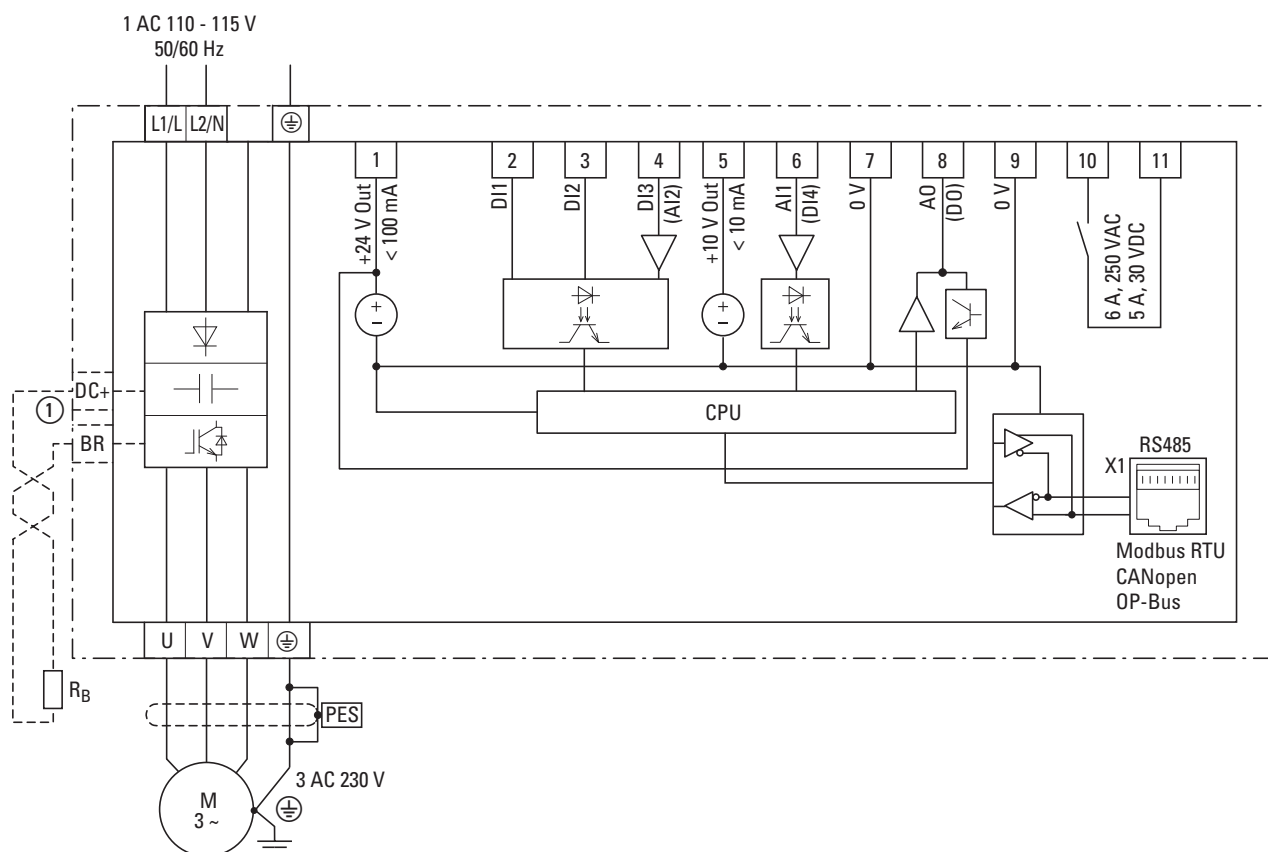 1 AC 110 - 115 V
50/60 Hz
L1/L
L2/N
1
2
3
4
5
6
7
8
9
10
11
+24 V Out
< 100 mA
DI1
DI2
DI3
(AI2)
+10 V Out
< 10 mA
AI1
(DI4)
0 V
AO
(DO)
0 V
6 A, 250 VAC
5 A, 30 VDC
+
−
+
−
DC+
1
BR
CPU
RS485
X1
Modbus RTU
CANopen
OP-Bus
U
V
W
RB
PES
3 AC 230 V
M
3 ~